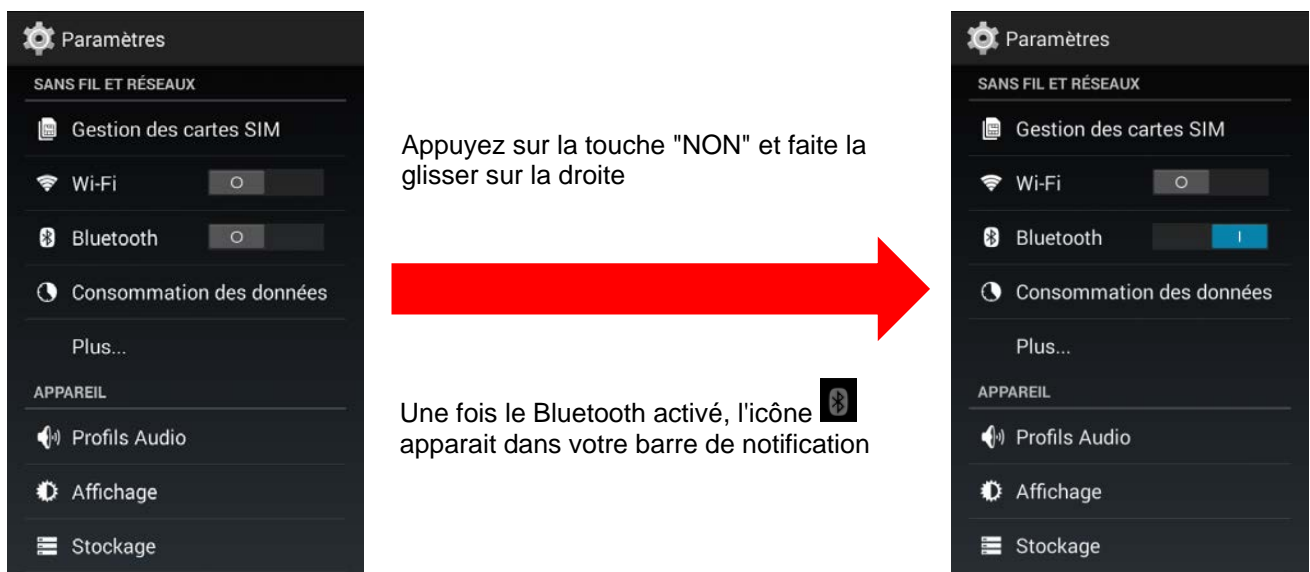 Paramètres
SANS FIL ET RÉSEAUX
Gestion des cartes SIM
Wi-Fi O
Bluetooth O
Consommation des données
Plus...
APPAREIL
Profils Audio
Affichage
Stockage
Appuyez sur la touche "NON" et faite la
glisser sur la droite
Une fois le Bluetooth activé, l'icône
apparait dans votre barre de notification
Paramètres
SANS FIL ET RÉSEAUX
Gestion des cartes SIM
Wi-Fi O
Bluetooth I
Consommation des données
Plus...
APPAREIL
Profils Audio
Affichage
Stockage